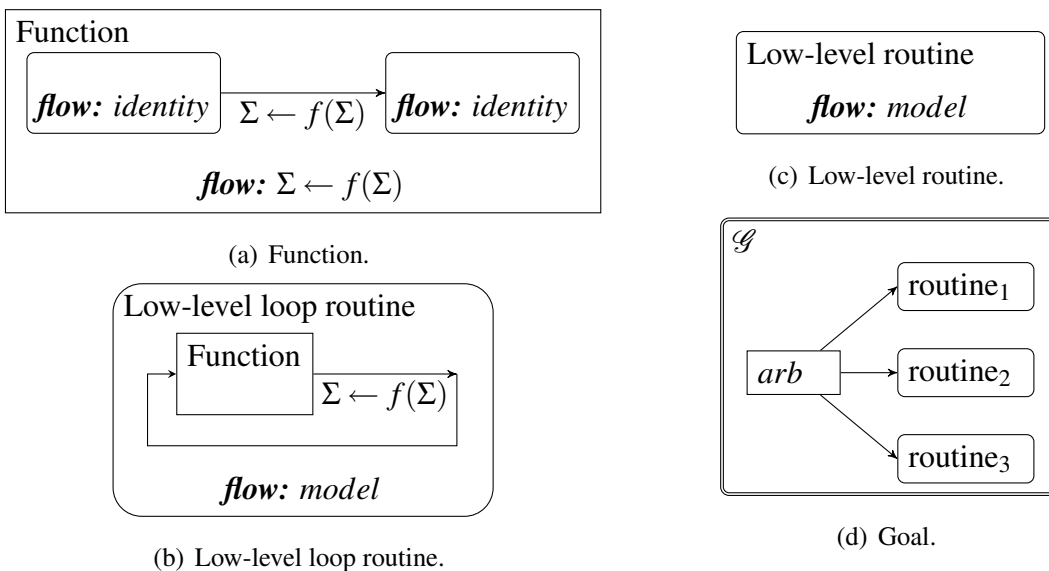 Function
flow: identity
Σ ← f(Σ)
flow: identity
flow: Σ ← f(Σ)
(a) Function.
Low-level loop routine
Function
Σ ← f(Σ)
flow: model
(b) Low-level loop routine.
Low-level routine
flow: model
(c) Low-level routine.
𝒢
arb
routine₁
routine₂
routine₃
(d) Goal.